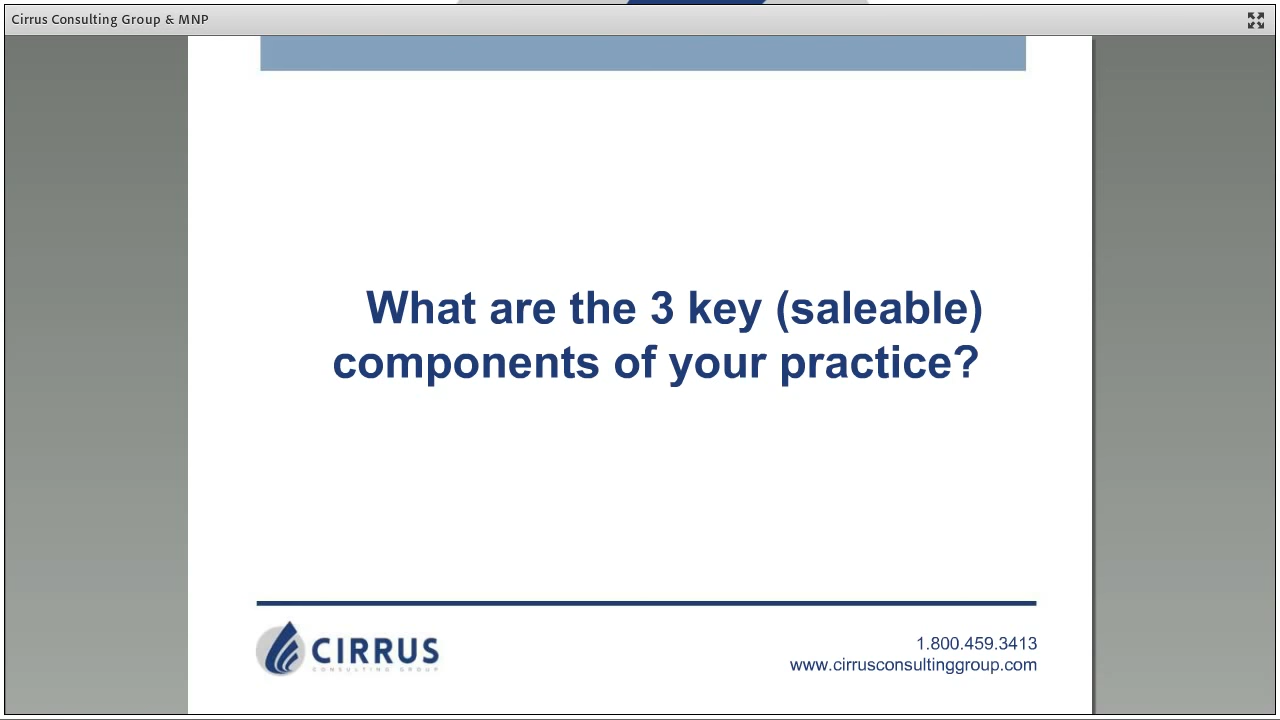 Cirrus Consulting Group & MNP
What are the 3 key (saleable)
components of your practice?
CIRRUS
CONSULTING GROUP
1.800.459.3413
www.cirrusconsultinggroup.com